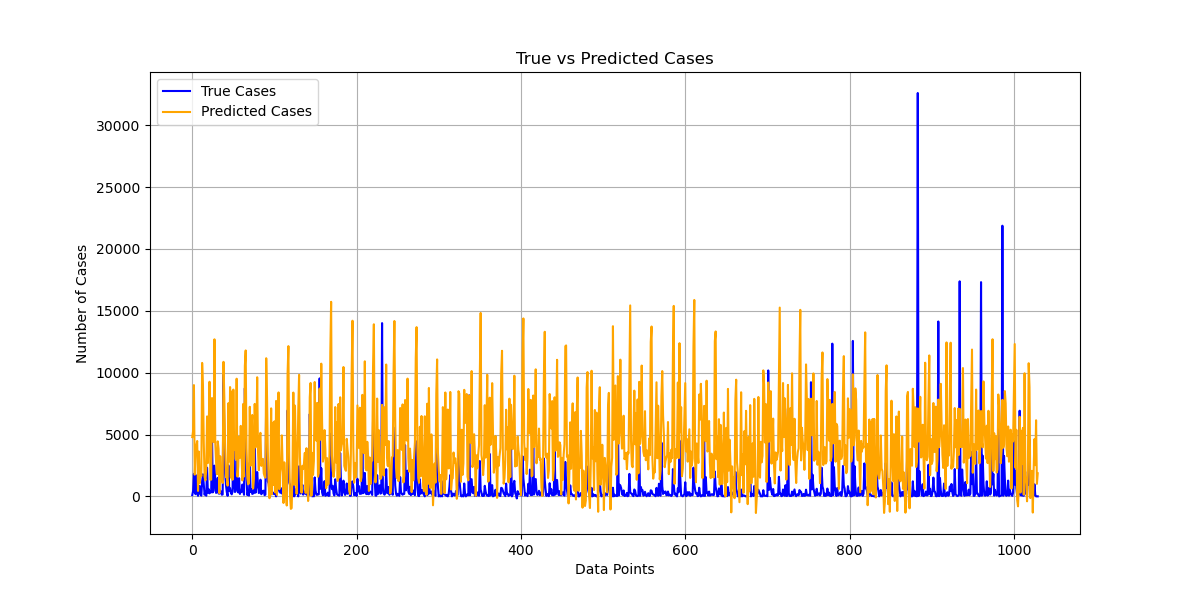 True vs Predicted Cases
True Cases
Predicted Cases
30000
25000
20000
15000
10000
5000
0
Number of Cases
0 200 400 600 800 1000
Data Points